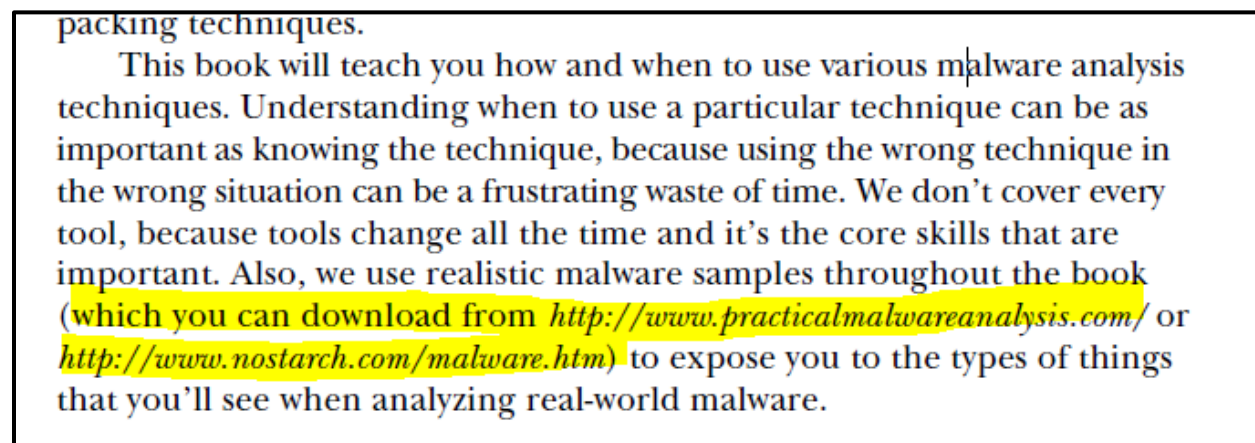 packing techniques.
This book will teach you how and when to use various malware analysis
techniques. Understanding when to use a particular technique can be as
important as knowing the technique, because using the wrong technique in
the wrong situation can be a frustrating waste of time. We don’t cover every
tool, because tools change all the time and it’s the core skills that are
important. Also, we use realistic malware samples throughout the book
(which you can download from http://www.practicalmalwareanalysis.com/ or
http://www.nostarch.com/malware.htm) to expose you to the types of things
that you’ll see when analyzing real-world malware.